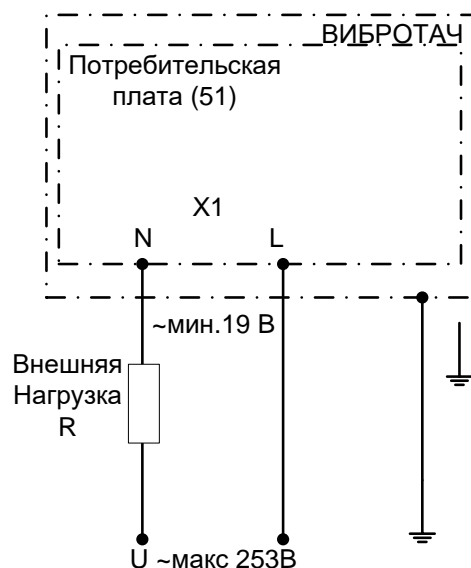 ВИБРОТАЧ
Потребительская
плата (51)
X1
N
L
~мин.19 В
Внешняя
Нагрузка
R
U ~макс 253В